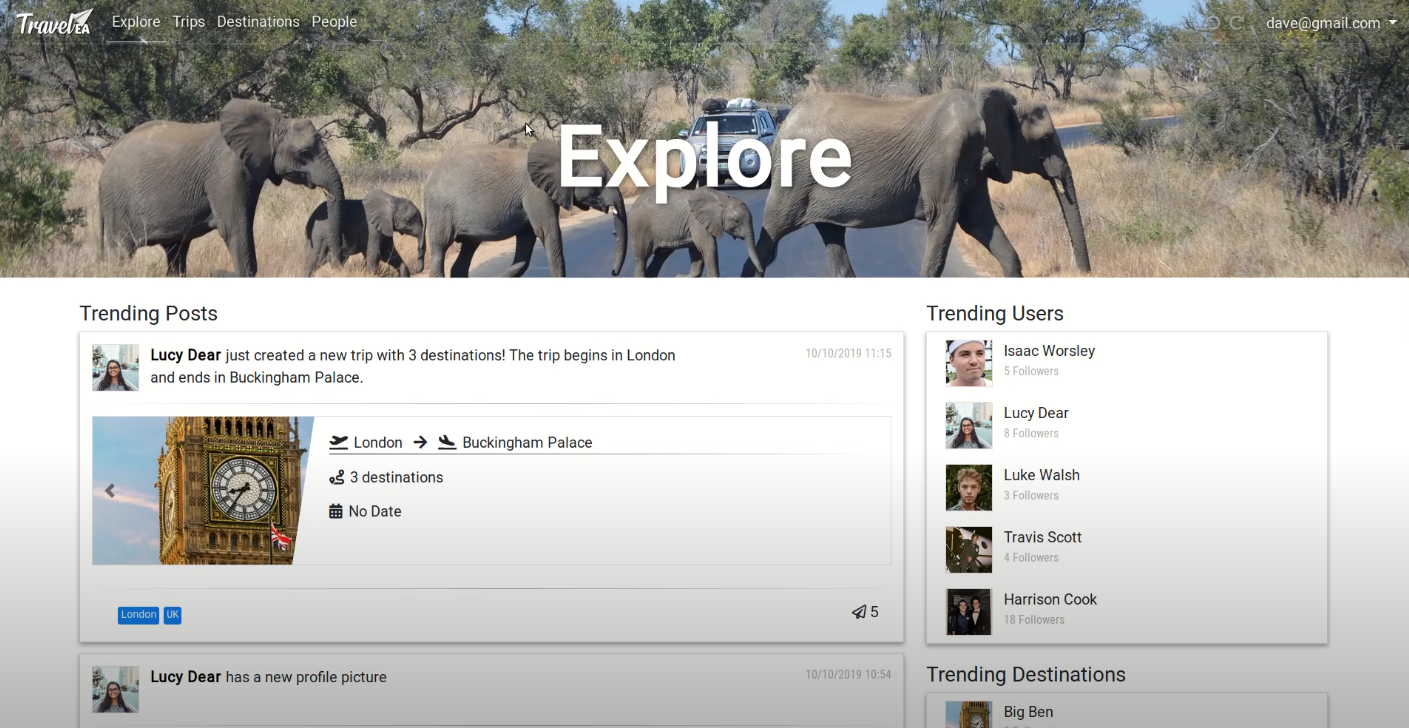 TravelEA Explore Trips Destinations People dave@gmail.com
Explore
Trending Posts
Lucy Dear just created a new trip with 3 destinations! The trip begins in London
and ends in Buckingham Palace.
10/10/2019 11:15
London → Buckingham Palace
3 destinations
No Date
London UK
5
Lucy Dear has a new profile picture
10/10/2019 10:54
Trending Users
Isaac Worsley
5 Followers
Lucy Dear
8 Followers
Luke Walsh
3 Followers
Travis Scott
4 Followers
Harrison Cook
18 Followers
Trending Destinations
Big Ben